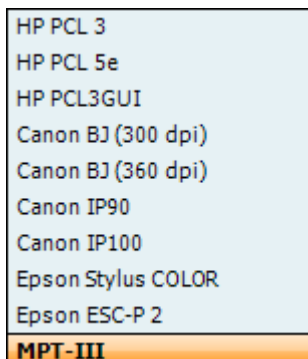 HP PCL 3
HP PCL 5e
HP PCL3GUI
Canon BJ (300 dpi)
Canon BJ (360 dpi)
Canon IP90
Canon IP100
Epson Stylus COLOR
Epson ESC-P 2
MPT-III